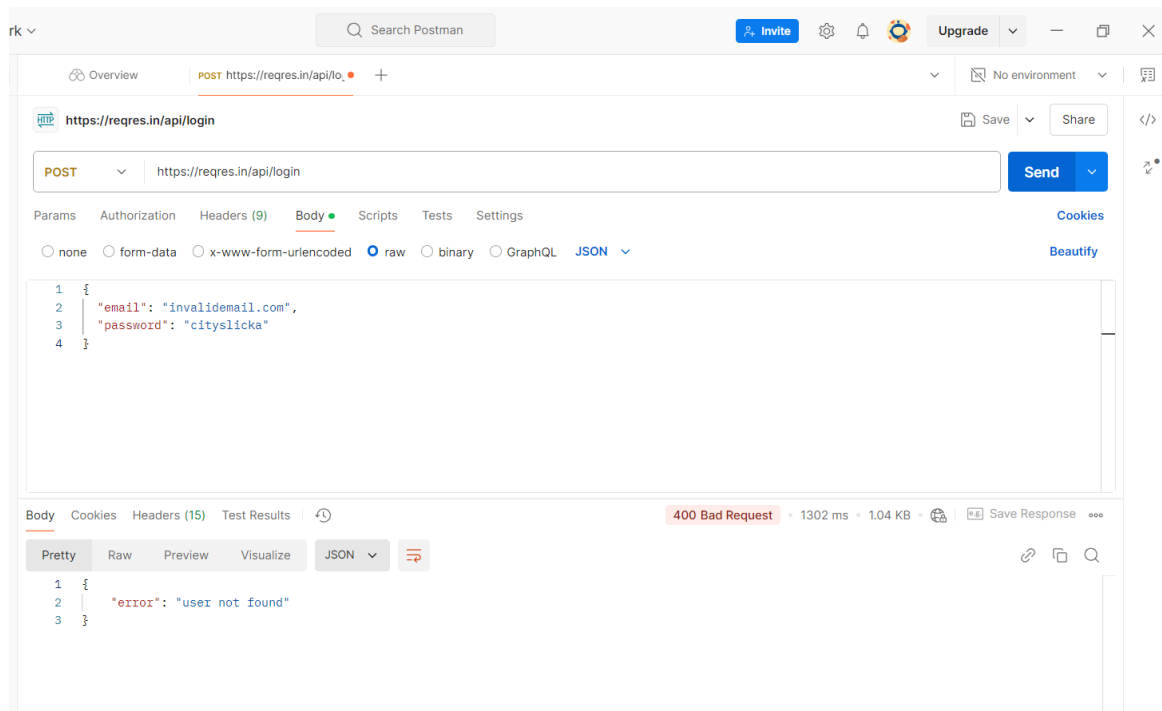 rk
Search Postman
Invite
Upgrade
Overview
POST https://reqres.in/api/lo
No environment
HTTP https://reqres.in/api/login
Save
Share
POST
https://reqres.in/api/login
Send
Params Authorization Headers (9) Body Scripts Tests Settings
Cookies
none form-data x-www-form-urlencoded raw binary GraphQL JSON
Beautify
1 {
2 "email": "invalidemail.com",
3 "password": "cityslicka"
4 }
Body Cookies Headers (15) Test Results
400 Bad Request • 1302 ms • 1.04 KB
e.g. Save Response
Pretty Raw Preview Visualize JSON
1 {
2 "error": "user not found"
3 }